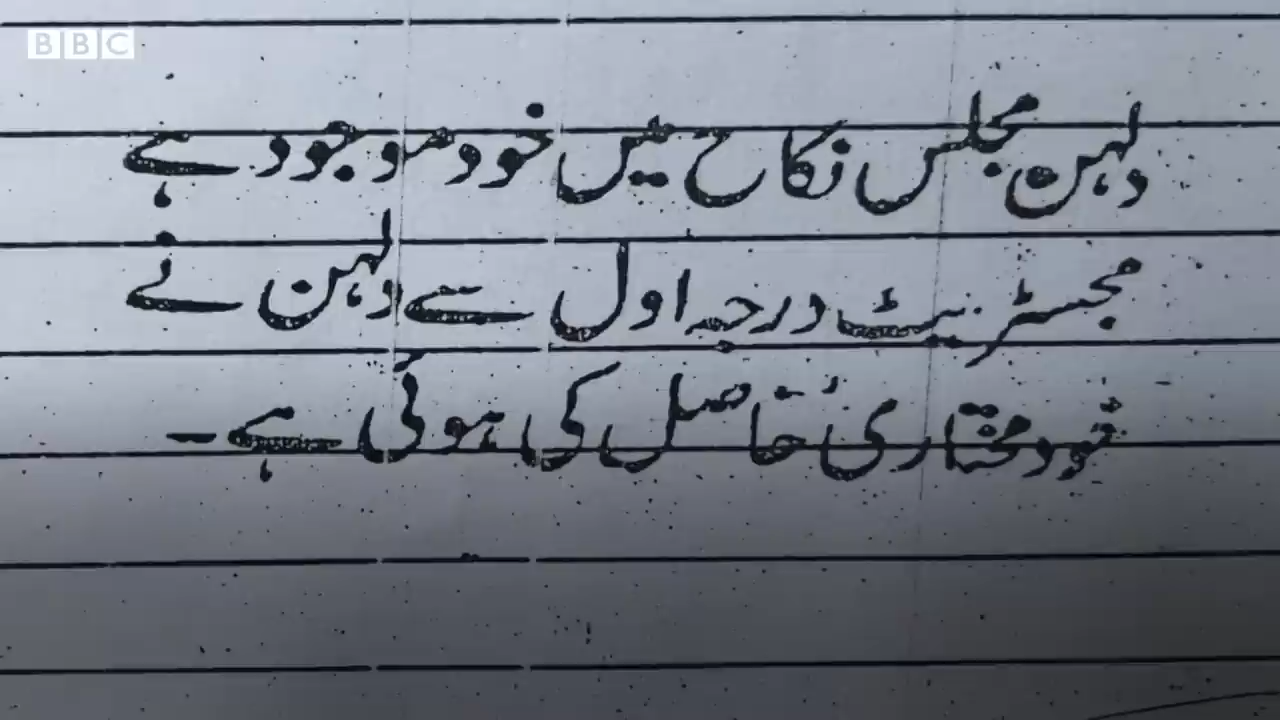 BBC
دلہن مجلس نکاح میں خود موجود ہے
مجسٹریٹ درجہ اول سے دلہن نے
خودمختاری حاصل کی ہوئی ہے۔